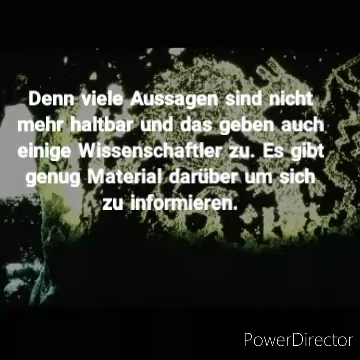 Denn viele Aussagen sind nicht
mehr haltbar und das geben auch
einige Wissenschaftler zu. Es gibt
genug Material darüber um sich
zu informieren.
PowerDirector